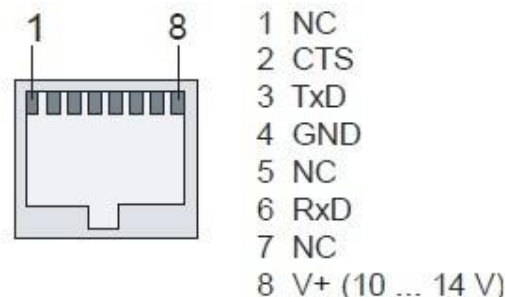 1 8
1 NC
2 CTS
3 TxD
4 GND
5 NC
6 RxD
7 NC
8 V+ (10 ... 14 V)